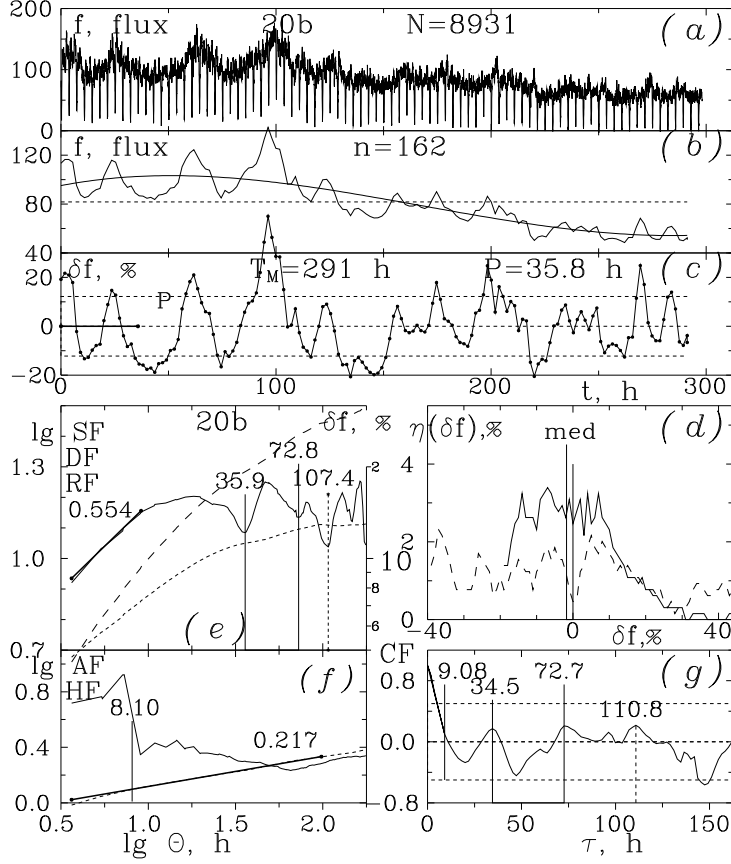 200
f, flux 20b N=8931 (a)
100
0
120 f, flux n=162 (b)
80
40
δf, % T_M=291 h P=35.8 h (c)
20
P
0
−20
0 100 200 300
t, h
1.5 20b δf, %
lg SF
DF
RF
72.8
1.3 35.9 107.4 2
0.554
1.0 10
8
6
(e)
0.7
η(δf),% med (d)
4
2
0
−40 0 40
δf,%
lg AF
HF
(f)
0.8
8.10
0.217
0.4
0.0
0.5 1.0 1.5 2.0
lg Θ, h
CF
0.8 9.08 72.7 (g)
34.5
110.8
0.0
−0.8
0 50 100 150
τ, h